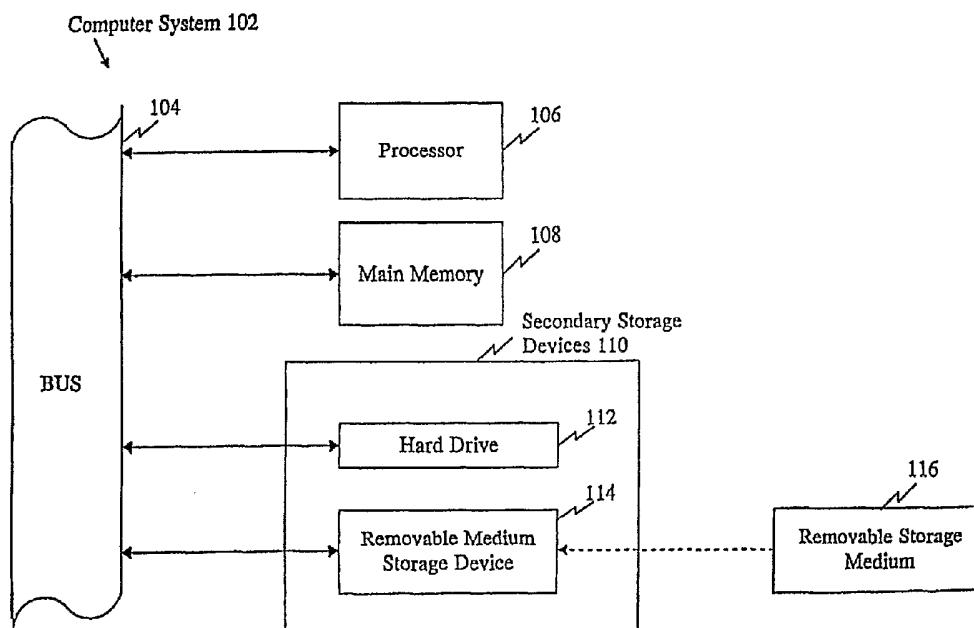 Computer System 102
104
106
Processor
108
Main Memory
Secondary Storage
Devices 110
BUS
112
Hard Drive
114
116
Removable Medium
Storage Device
Removable Storage
Medium